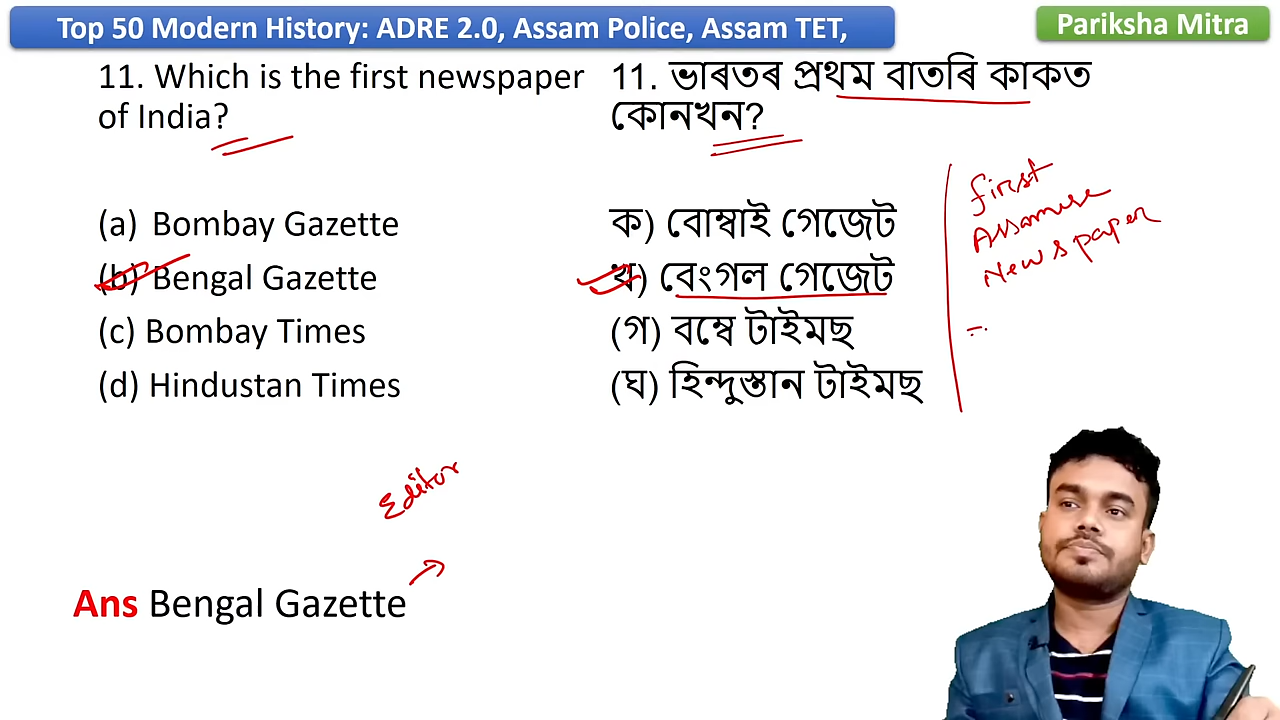 Top 50 Modern History: ADRE 2.0, Assam Police, Assam TET,
Pariksha Mitra
11. Which is the first newspaper
of India?
(a) Bombay Gazette
(b) Bengal Gazette
(c) Bombay Times
(d) Hindustan Times
11. ভাৰতৰ প্ৰথম বাতৰি কাকত
কোনখন?
ক) বোম্বাই গেজেট
খ) বেংগল গেজেট
(গ) বম্বে টাইমছ
(ঘ) হিন্দুস্তান টাইমছ
first
Assamese
Newspaper
Editor
Ans Bengal Gazette